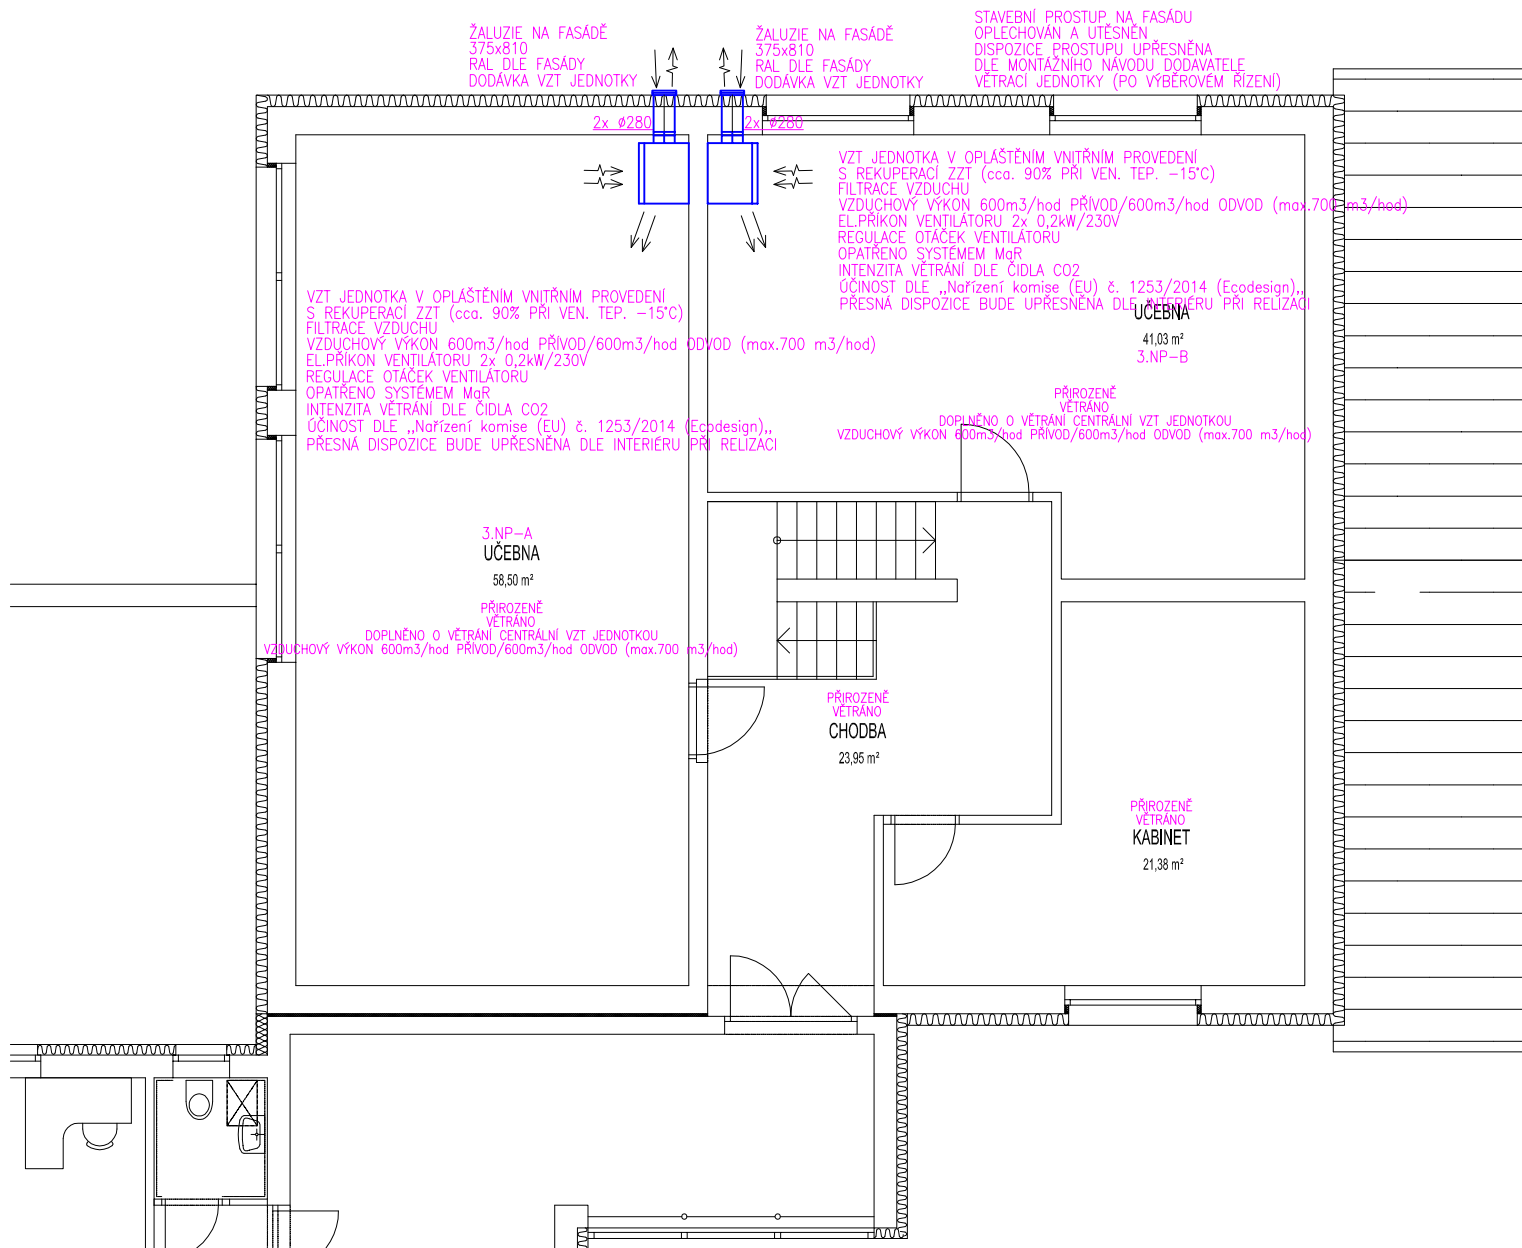 ŽALUZIE NA FASÁDĚ
375x810
RAL DLE FASÁDY
DODÁVKA VZT JEDNOTKY
ŽALUZIE NA FASÁDĚ
375x810
RAL DLE FASÁDY
DODÁVKA VZT JEDNOTKY
STAVEBNÍ PROSTUP NA FASÁDU
OPLECHOVÁN A UTĚSNĚN
DISPOZICE PROSTUPU UPŘESNĚNA
DLE MONTÁŽNÍHO NÁVODU DODAVATELE
VĚTRACÍ JEDNOTKY (PO VÝBĚROVÉM ŘÍZENÍ)
2x Ø280
2x Ø280
VZT JEDNOTKA V OPLÁŠTĚNÍM VNITŘNÍM PROVEDENÍ
S REKUPERACÍ ZZT (cca. 90% PŘI VEN. TEP. -15°C)
FILTRACE VZDUCHU
VZDUCHOVÝ VÝKON 600m3/hod PŘÍVOD/600m3/hod ODVOD (max.700 m3/hod)
EL.PŘÍKON VENTILÁTORU 2x 0,2kW/230V
REGULACE OTÁČEK VENTILÁTORU
OPATŘENO SYSTÉMEM MaR
INTENZITA VĚTRÁNÍ DLE ČIDLA CO2
ÚČINOST DLE „Nařízení komise (EU) č. 1253/2014 (Ecodesign)„
PŘESNÁ DISPOZICE BUDE UPŘESNĚNA DLE INTERIÉRU PŘI RELIZACI
UČEBNA
41,03 m²
3.NP-B
PŘIROZENĚ
VĚTRÁNO
DOPLNĚNO O VĚTRÁNÍ CENTRÁLNÍ VZT JEDNOTKOU
VZDUCHOVÝ VÝKON 600m3/hod PŘÍVOD/600m3/hod ODVOD (max.700 m3/hod)
VZT JEDNOTKA V OPLÁŠTĚNÍM VNITŘNÍM PROVEDENÍ
S REKUPERACÍ ZZT (cca. 90% PŘI VEN. TEP. -15°C)
FILTRACE VZDUCHU
VZDUCHOVÝ VÝKON 600m3/hod PŘÍVOD/600m3/hod ODVOD (max.700 m3/hod)
EL.PŘÍKON VENTILÁTORU 2x 0,2kW/230V
REGULACE OTÁČEK VENTILÁTORU
OPATŘENO SYSTÉMEM MaR
INTENZITA VĚTRÁNÍ DLE ČIDLA CO2
ÚČINOST DLE „Nařízení komise (EU) č. 1253/2014 (Ecodesign)„
PŘESNÁ DISPOZICE BUDE UPŘESNĚNA DLE INTERIÉRU PŘI RELIZACI
3.NP-A
UČEBNA
58,50 m²
PŘIROZENĚ
VĚTRÁNO
DOPLNĚNO O VĚTRÁNÍ CENTRÁLNÍ VZT JEDNOTKOU
VZDUCHOVÝ VÝKON 600m3/hod PŘÍVOD/600m3/hod ODVOD (max.700 m3/hod)
PŘIROZENĚ
VĚTRÁNO
CHODBA
23,95 m²
PŘIROZENĚ
VĚTRÁNO
KABINET
21,38 m²